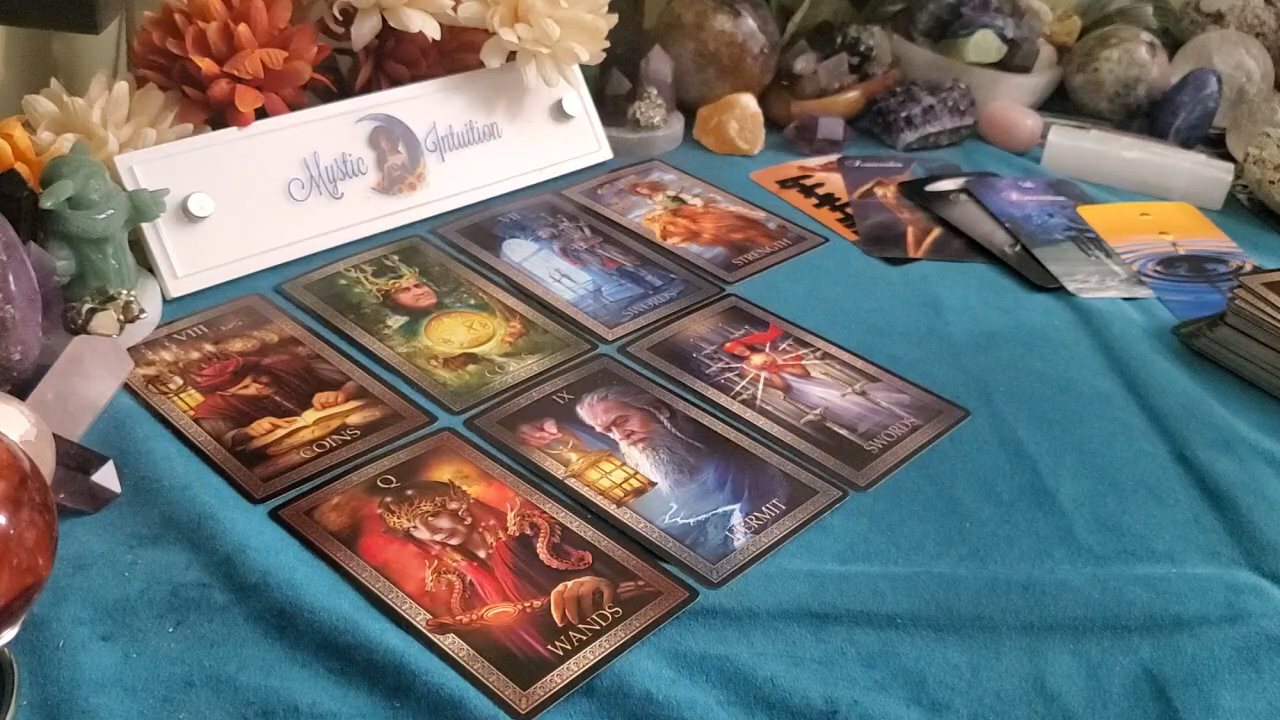 Mystic Intuition
STRENGTH
VII
SWORDS
COINS
VIII
COINS
SWORDS
IX
HERMIT
Q
WANDS